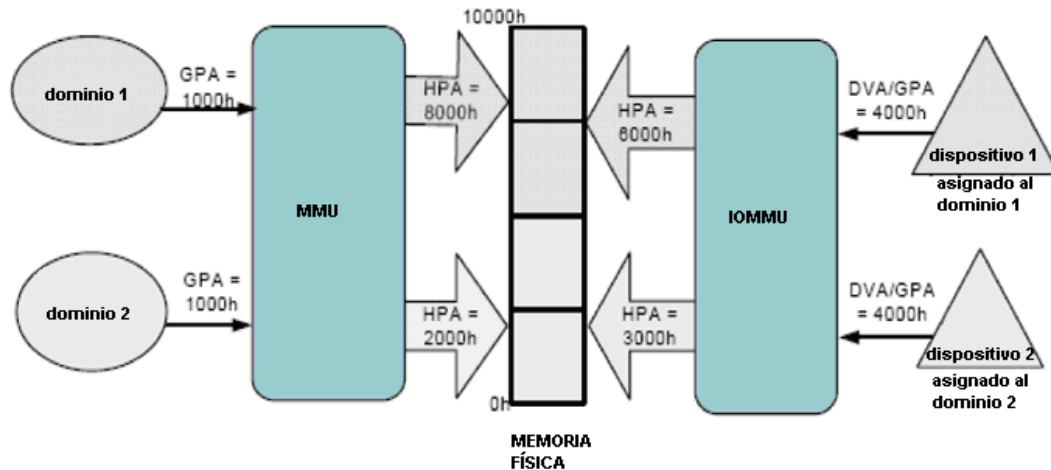 10000h
dominio 1
GPA =
1000h
MMU
HPA =
8000h
HPA =
6000h
IOMMU
DVA/GPA
= 4000h
dispositivo 1
asignado al
dominio 1
dominio 2
GPA =
1000h
HPA =
2000h
HPA =
3000h
DVA/GPA
= 4000h
dispositivo 2
asignado al
dominio 2
0h
MEMORIA
FÍSICA